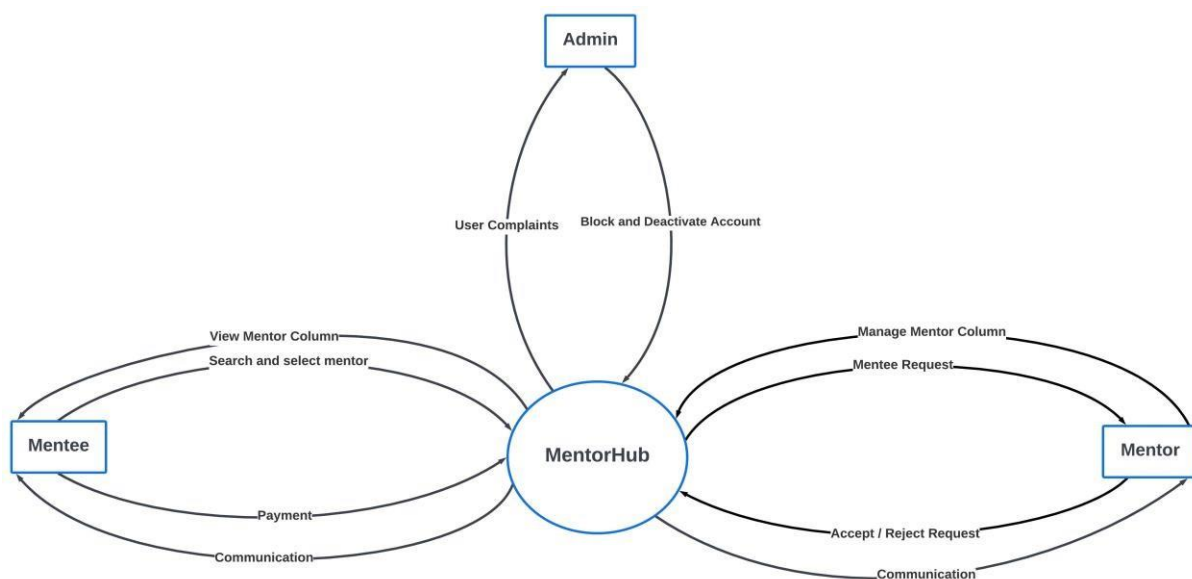 Admin
User Complaints
Block and Deactivate Account
View Mentor Column
Search and select mentor
Manage Mentor Column
Mentee Request
Mentee
MentorHub
Mentor
Payment
Communication
Accept / Reject Request
Communication